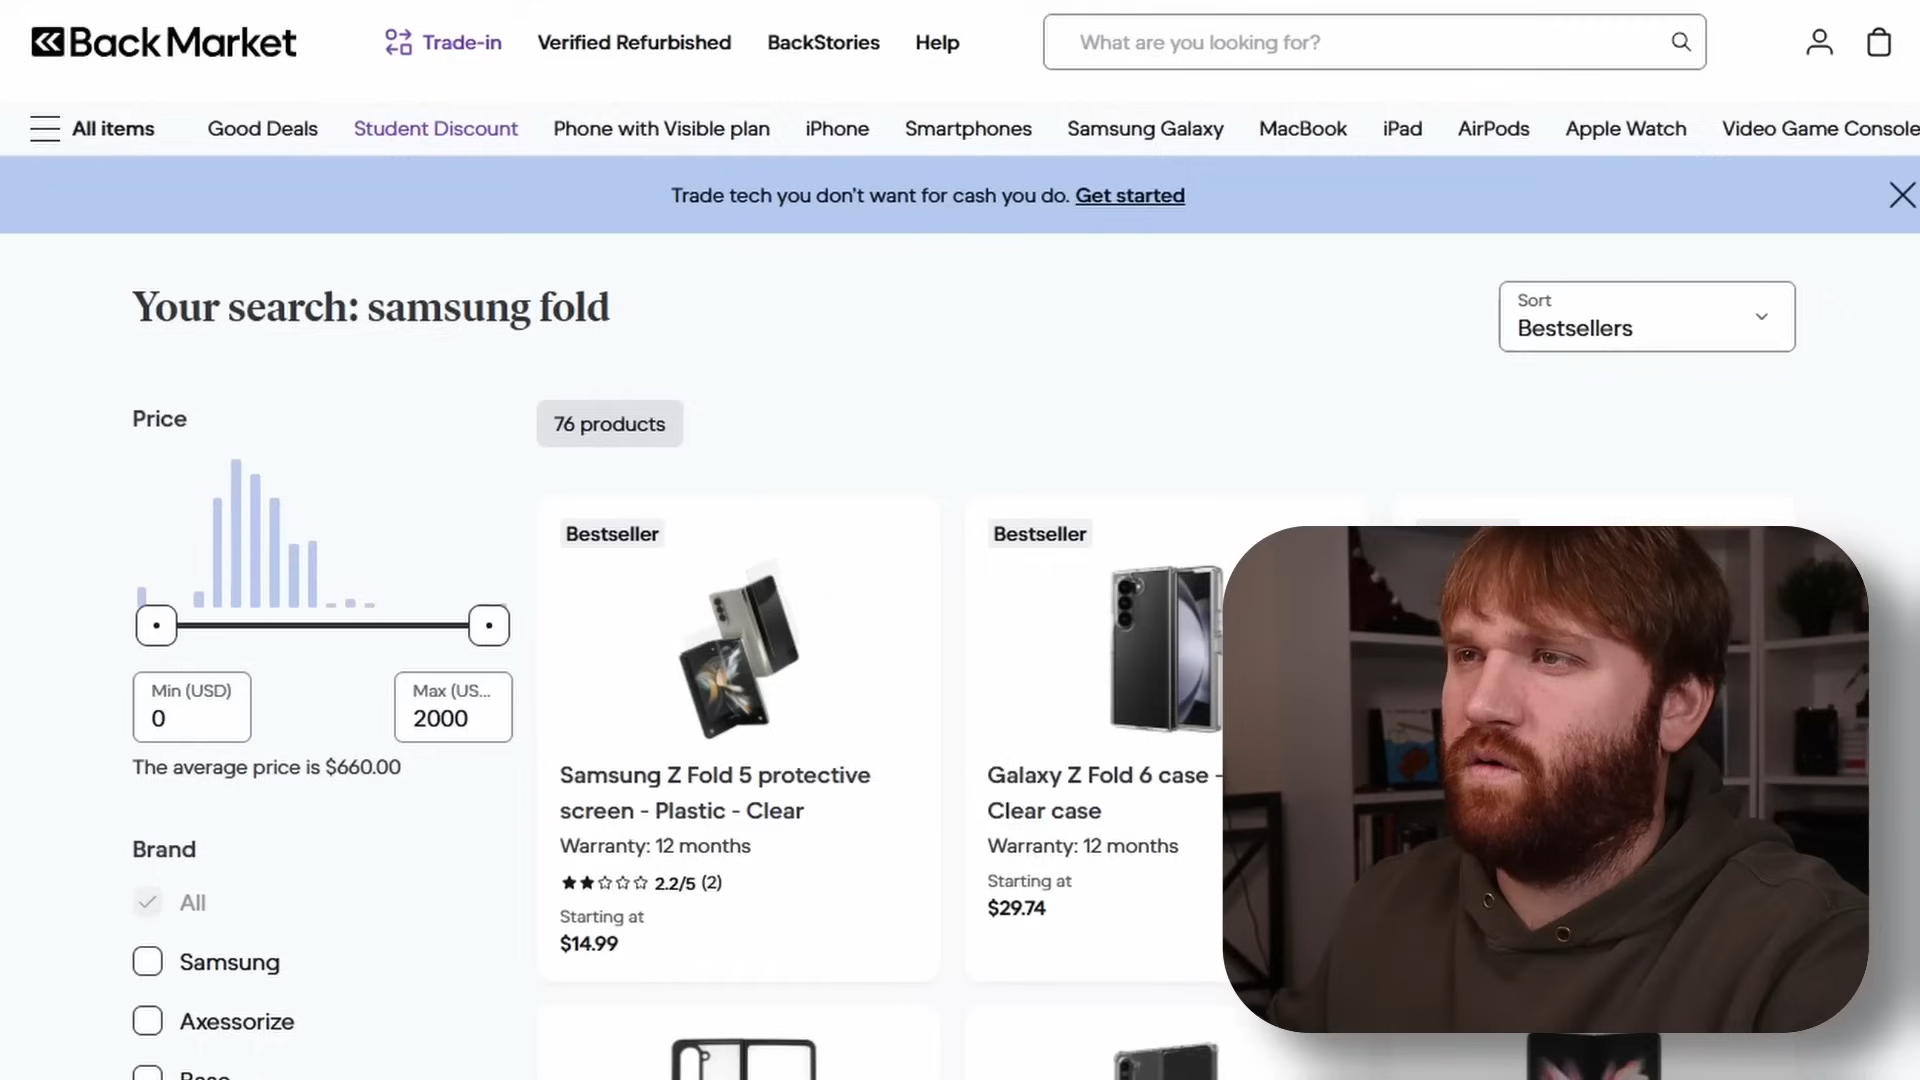 Back Market
Trade-in
Verified Refurbished
BackStories
Help
What are you looking for?
All items
Good Deals
Student Discount
Phone with Visible plan
iPhone
Smartphones
Samsung Galaxy
MacBook
iPad
AirPods
Apple Watch
Video Game Console
Trade tech you don't want for cash you do. Get started
Your search: samsung fold
Sort
Bestsellers
Price
76 products
Min (USD)
0
Max (US...
2000
The average price is $660.00
Brand
All
Samsung
Axessorize
Bestseller
Samsung Z Fold 5 protective
screen - Plastic - Clear
Warranty: 12 months
2.2/5 (2)
Starting at
$14.99
Bestseller
Galaxy Z Fold 6 case -
Clear case
Warranty: 12 months
Starting at
$29.74